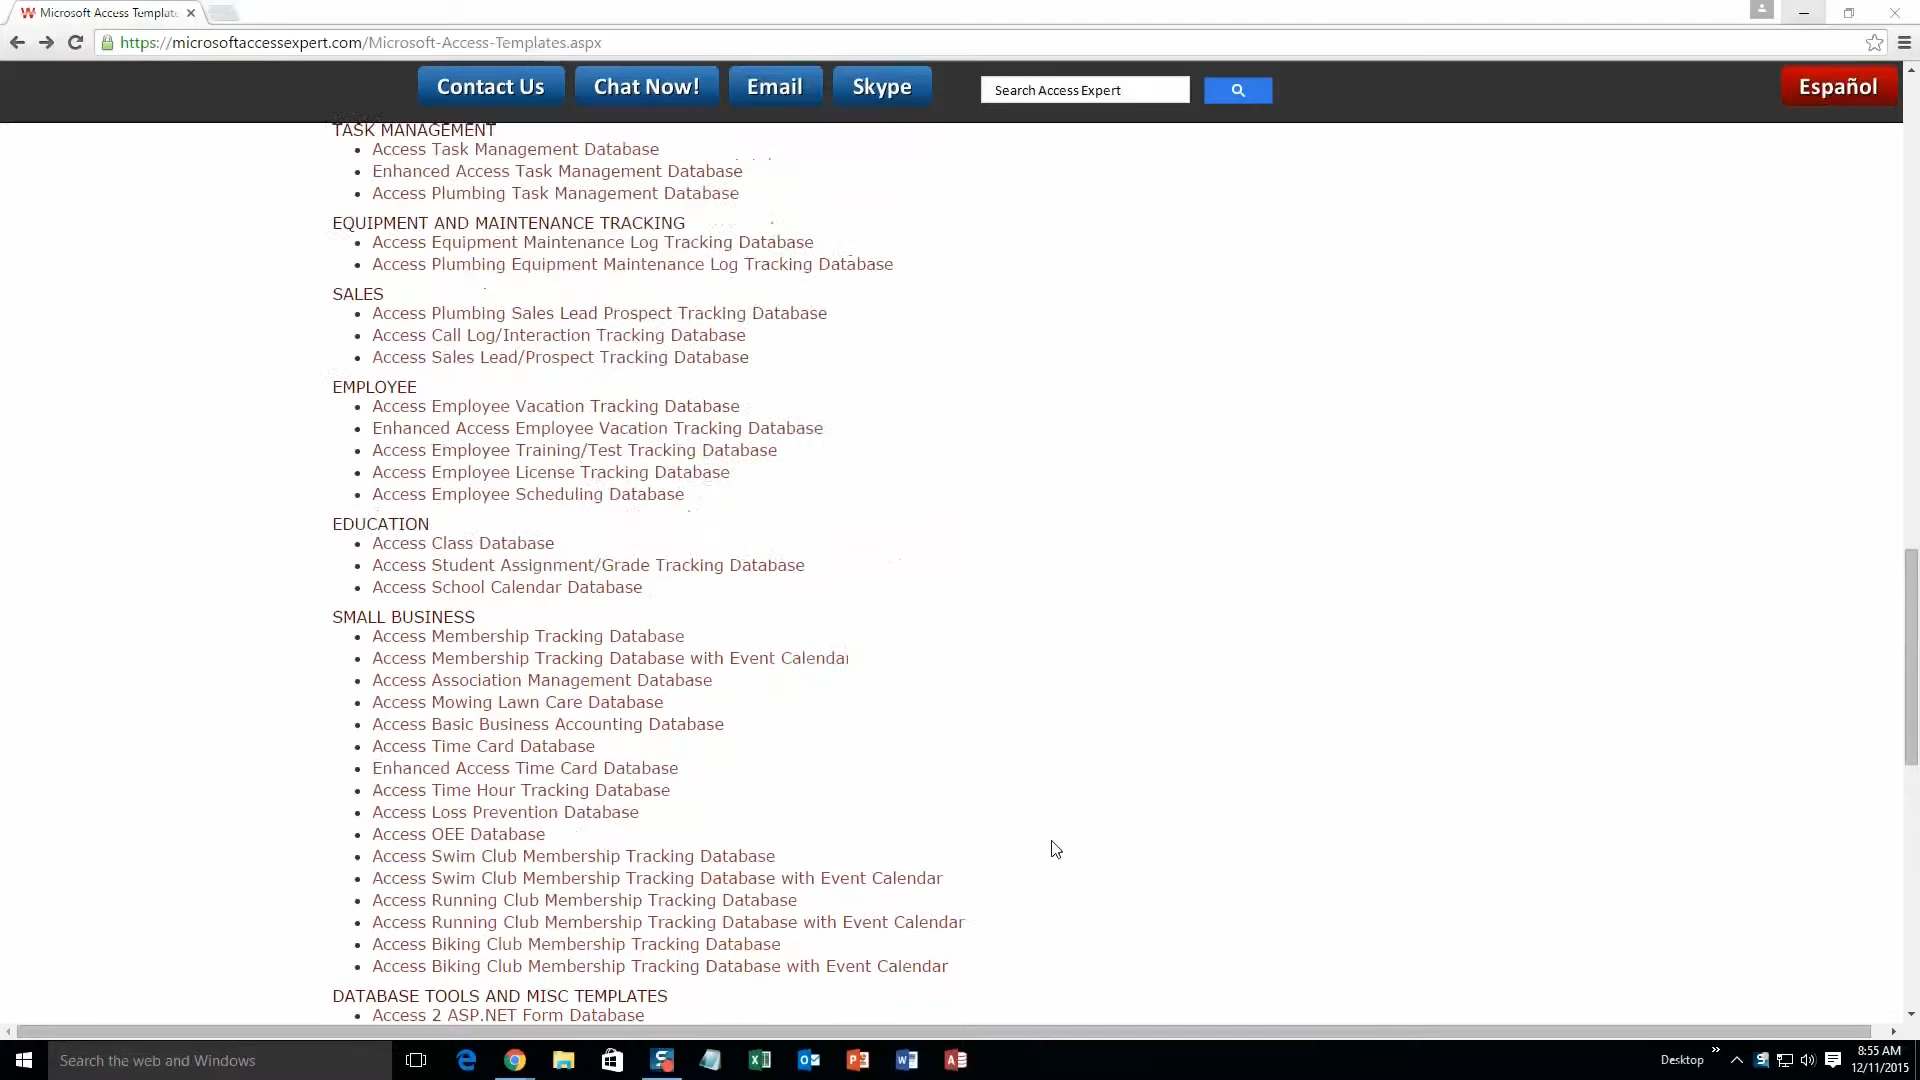 Microsoft Access Templat
https://microsoftaccessexpert.com/Microsoft-Access-Templates.aspx
Contact Us
Chat Now!
Email
Skype
Search Access Expert
Español
TASK MANAGEMENT
Access Task Management Database
Enhanced Access Task Management Database
Access Plumbing Task Management Database
EQUIPMENT AND MAINTENANCE TRACKING
Access Equipment Maintenance Log Tracking Database
Access Plumbing Equipment Maintenance Log Tracking Database
SALES
Access Plumbing Sales Lead Prospect Tracking Database
Access Call Log/Interaction Tracking Database
Access Sales Lead/Prospect Tracking Database
EMPLOYEE
Access Employee Vacation Tracking Database
Enhanced Access Employee Vacation Tracking Database
Access Employee Training/Test Tracking Database
Access Employee License Tracking Database
Access Employee Scheduling Database
EDUCATION
Access Class Database
Access Student Assignment/Grade Tracking Database
Access School Calendar Database
SMALL BUSINESS
Access Membership Tracking Database
Access Membership Tracking Database with Event Calendar
Access Association Management Database
Access Mowing Lawn Care Database
Access Basic Business Accounting Database
Access Time Card Database
Enhanced Access Time Card Database
Access Time Hour Tracking Database
Access Loss Prevention Database
Access OEE Database
Access Swim Club Membership Tracking Database
Access Swim Club Membership Tracking Database with Event Calendar
Access Running Club Membership Tracking Database
Access Running Club Membership Tracking Database with Event Calendar
Access Biking Club Membership Tracking Database
Access Biking Club Membership Tracking Database with Event Calendar
DATABASE TOOLS AND MISC TEMPLATES
Access 2 ASP.NET Form Database
Search the web and Windows
Desktop
8:55 AM
12/11/2015